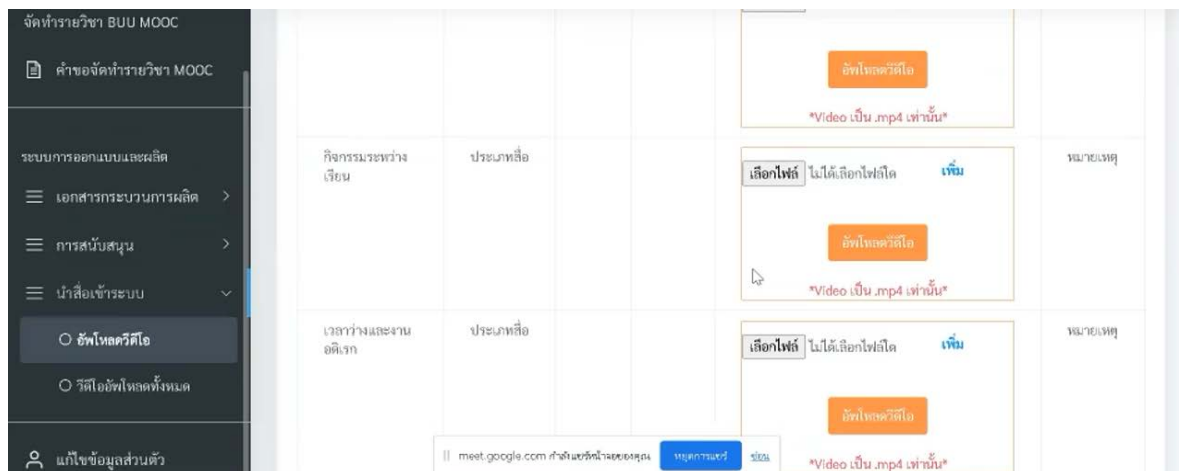 จัดทำรายวิชา BUU MOOC
คำขอจัดทำรายวิชา MOOC
ระบบการออกแบบและผลิต
เอกสารกระบวนการผลิต
การสนับสนุน
นำสื่อเข้าระบบ
อัพโหลดวีดีโอ
วีดีโออัพโหลดทั้งหมด
แก้ไขข้อมูลส่วนตัว
อัพโหลดวีดีโอ
*Video เป็น .mp4 เท่านั้น*
กิจกรรมระหว่าง
เรียน
ประเภทสื่อ
เลือกไฟล์ ไม่ได้เลือกไฟล์ใด เพิ่ม
อัพโหลดวีดีโอ
*Video เป็น .mp4 เท่านั้น*
หมายเหตุ
เวลาว่างและงาน
อดิเรก
ประเภทสื่อ
เลือกไฟล์ ไม่ได้เลือกไฟล์ใด เพิ่ม
อัพโหลดวีดีโอ
*Video เป็น .mp4 เท่านั้น*
หมายเหตุ
meet.google.com กำลังแชร์หน้าจอของคุณ หยุดการแชร์ ซ่อน